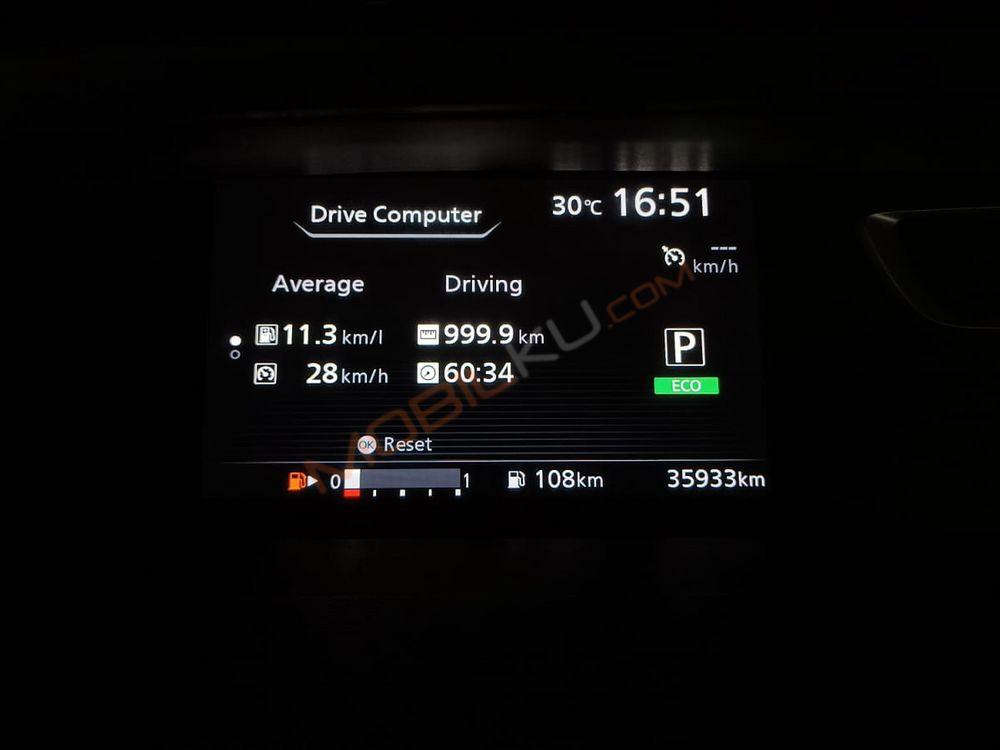 Drive Computer
30°C 16:51
--- km/h
Average Driving
11.3 km/l 999.9 km
28 km/h 60:34
P
ECO
OK Reset
0 1 108km 35933km
MOBILKU.COM